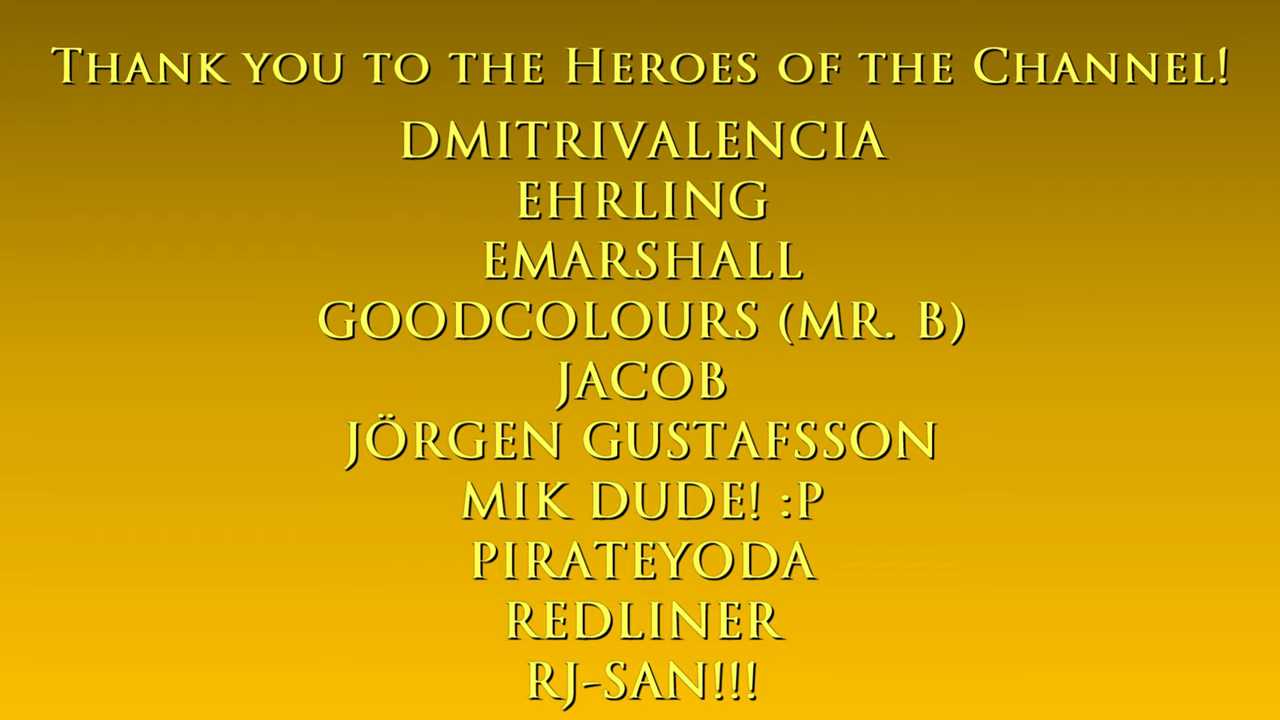 Thank you to the Heroes of the Channel!
DMITRIVALENCIA
EHRLING
EMARSHALL
GOODCOLOURS (MR. B)
JACOB
JÖRGEN GUSTAFSSON
MIK DUDE! :P
PIRATEYODA
REDLINER
RJ-SAN!!!